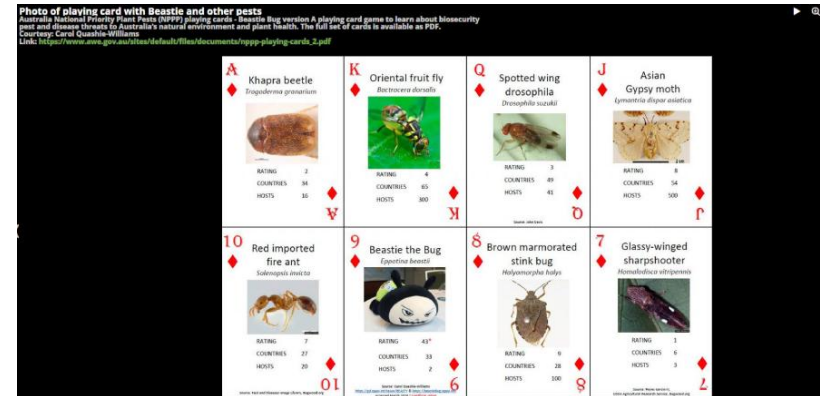 Photo of playing card with Beastie and other pests
Australia National Priority Plant Pests (NPPP) playing cards - Beastie Bug version A playing card game to learn about biosecurity
pest and disease threats to Australia's natural environment and plant health. The full set of cards is available as PDF.
Courtesy: Carol Quashie-Williams
Link: https://www.awe.gov.au/sites/default/files/documents/nppp-playing-cards_2.pdf
A
Khapra beetle
Trogoderma granarium
RATING 2
COUNTRIES 34
HOSTS 16
A
K
Oriental fruit fly
Bactrocera dorsalis
RATING 4
COUNTRIES 65
HOSTS 300
K
Q
Spotted wing
drosophila
Drosophila suzukii
RATING 3
COUNTRIES 49
HOSTS 41
Q
J
Asian
Gypsy moth
Lymantria dispar asiatica
RATING 8
COUNTRIES 54
HOSTS 500
J
10
Red imported
fire ant
Solenopsis invicta
RATING 7
COUNTRIES 27
HOSTS 20
10
9
Beastie the Bug
Eppotina beastii
RATING 43*
COUNTRIES 33
HOSTS 2
9
8
Brown marmorated
stink bug
Halyomorpha halys
RATING 9
COUNTRIES 28
HOSTS 100
8
7
Glassy-winged
sharpshooter
Homalodisca vitripennis
RATING 1
COUNTRIES 6
HOSTS 3
7